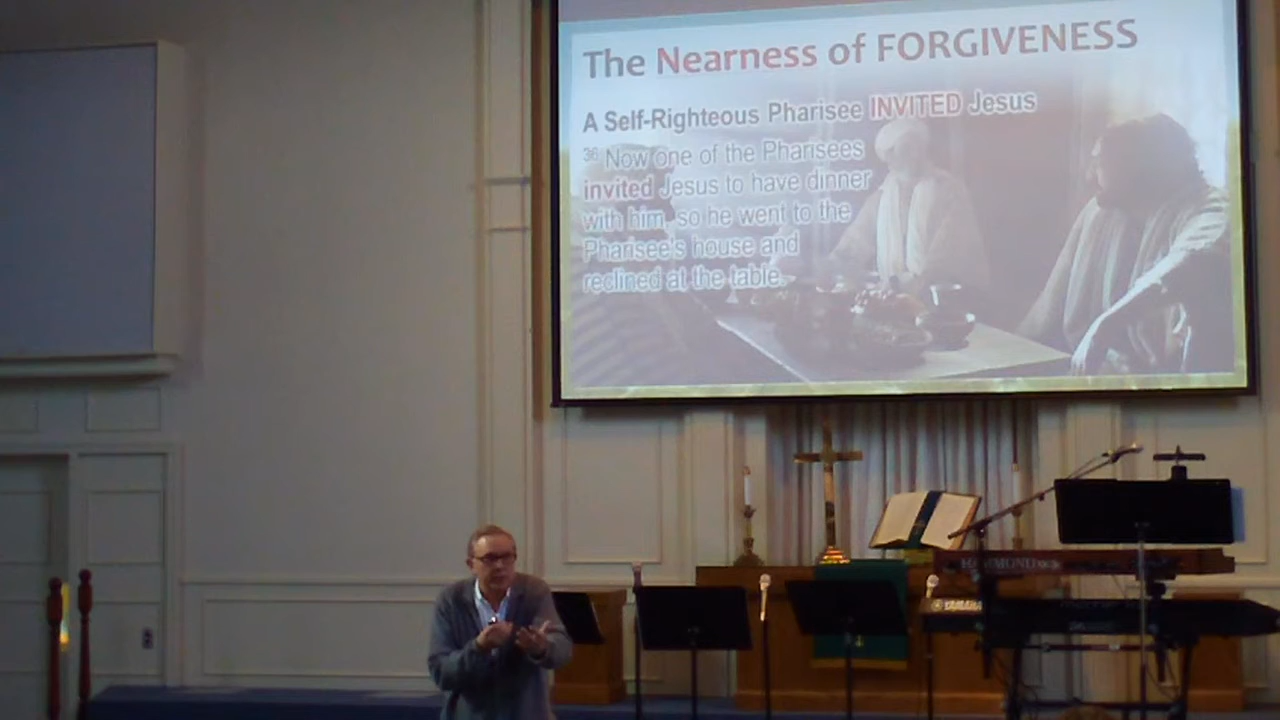 The Nearness of FORGIVENESS
A Self-Righteous Pharisee INVITED Jesus
36 Now one of the Pharisees
invited Jesus to have dinner
with him, so he went to the
Pharisee's house and
reclined at the table.
HAMMOND
YAMAHA